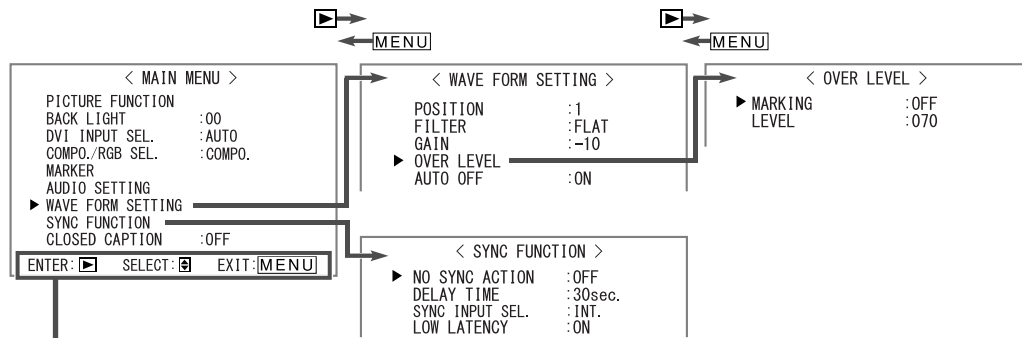 MENU
MENU
< MAIN MENU >
PICTURE FUNCTION
BACK LIGHT :00
DVI INPUT SEL. :AUTO
COMPO./RGB SEL. :COMPO.
MARKER
AUDIO SETTING
WAVE FORM SETTING
SYNC FUNCTION
CLOSED CAPTION :OFF
ENTER: SELECT: EXIT:MENU
< WAVE FORM SETTING >
POSITION :1
FILTER :FLAT
GAIN :-10
OVER LEVEL
AUTO OFF :ON
< OVER LEVEL >
MARKING :OFF
LEVEL :070
< SYNC FUNCTION >
NO SYNC ACTION :OFF
DELAY TIME :30sec.
SYNC INPUT SEL. :INT.
LOW LATENCY :ON